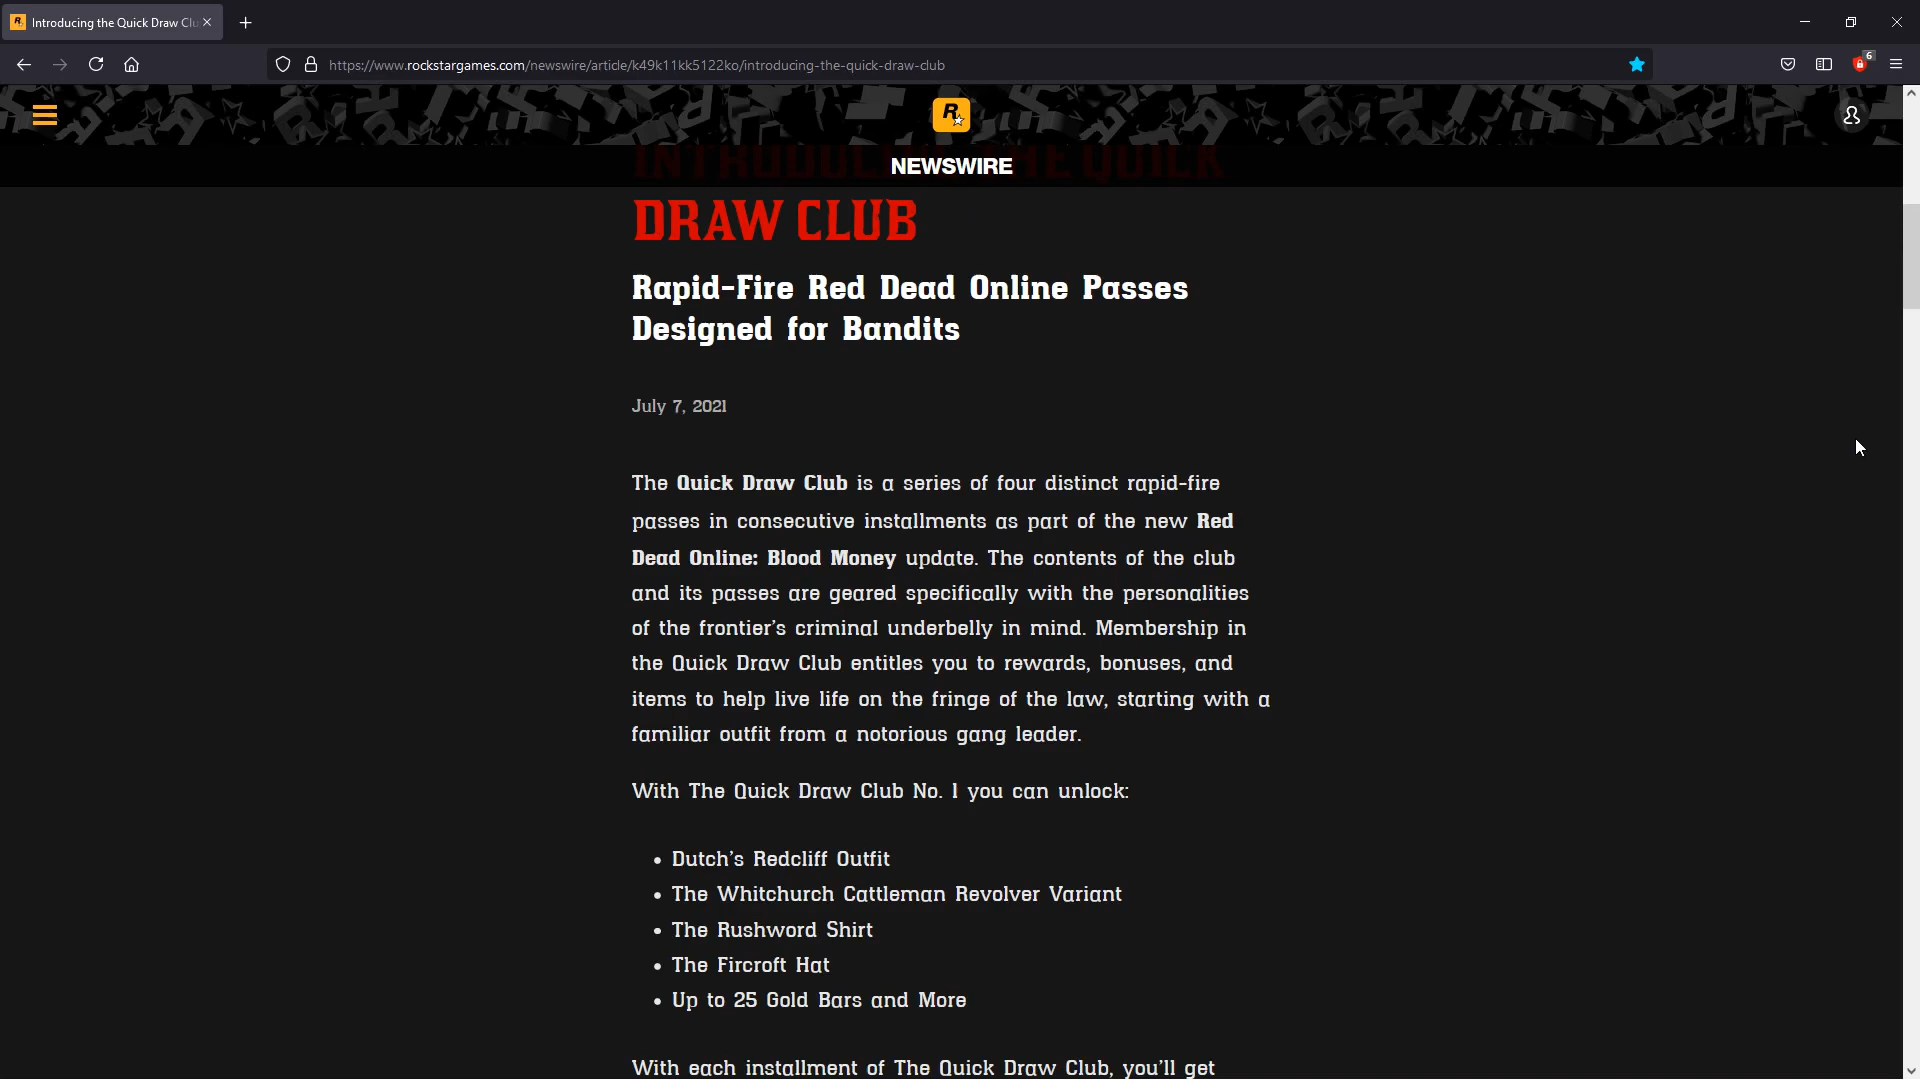 Introducing the Quick Draw Clu
6
https://www.rockstargames.com/newswire/article/k49k11kk5122ko/introducing-the-quick-draw-club
R
NEWSWIRE
INTRODUCING THE QUICK
DRAW CLUB
Rapid-Fire Red Dead Online Passes
Designed for Bandits
July 7, 2021
The Quick Draw Club is a series of four distinct rapid-fire
passes in consecutive installments as part of the new Red
Dead Online: Blood Money update. The contents of the club
and its passes are geared specifically with the personalities
of the frontier's criminal underbelly in mind. Membership in
the Quick Draw Club entitles you to rewards, bonuses, and
items to help live life on the fringe of the law, starting with a
familiar outfit from a notorious gang leader.
With The Quick Draw Club No. 1 you can unlock:
• Dutch's Redcliff Outfit
• The Whitchurch Cattleman Revolver Variant
• The Rushword Shirt
• The Fircroft Hat
• Up to 25 Gold Bars and More
With each installment of The Quick Draw Club, you'll get